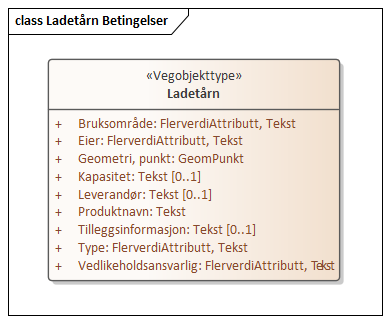 class Ladetårn Betingelser
«Vegobjekttype»
Ladetårn
+ Bruksområde: FlerverdiAttributt, Tekst
+ Eier: FlerverdiAttributt, Tekst
+ Geometri, punkt: GeomPunkt
+ Kapasitet: Tekst [0..1]
+ Leverandør: Tekst [0..1]
+ Produktnavn: Tekst
+ Tilleggsinformasjon: Tekst [0..1]
+ Type: FlerverdiAttributt, Tekst
+ Vedlikeholdsansvarlig: FlerverdiAttributt, Tekst